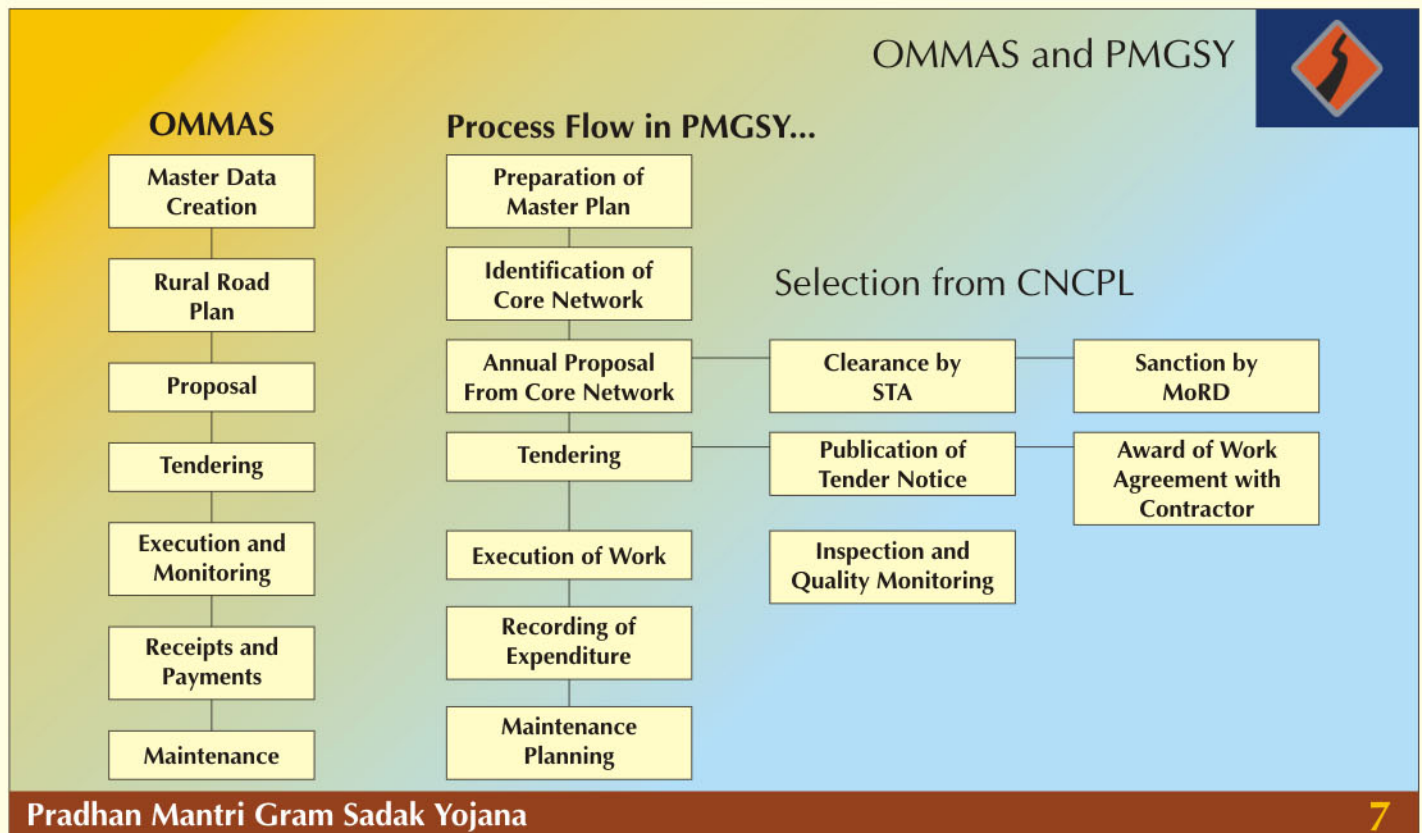 OMMAS and PMGSY
OMMAS
Master Data
Creation
Rural Road
Plan
Proposal
Tendering
Execution and
Monitoring
Receipts and
Payments
Maintenance
Process Flow in PMGSY...
Preparation of
Master Plan
Identification of
Core Network
Selection from CNCPL
Annual Proposal
From Core Network
Clearance by
STA
Sanction by
MoRD
Tendering
Publication of
Tender Notice
Award of Work
Agreement with
Contractor
Execution of Work
Inspection and
Quality Monitoring
Recording of
Expenditure
Maintenance
Planning
Pradhan Mantri Gram Sadak Yojana
7